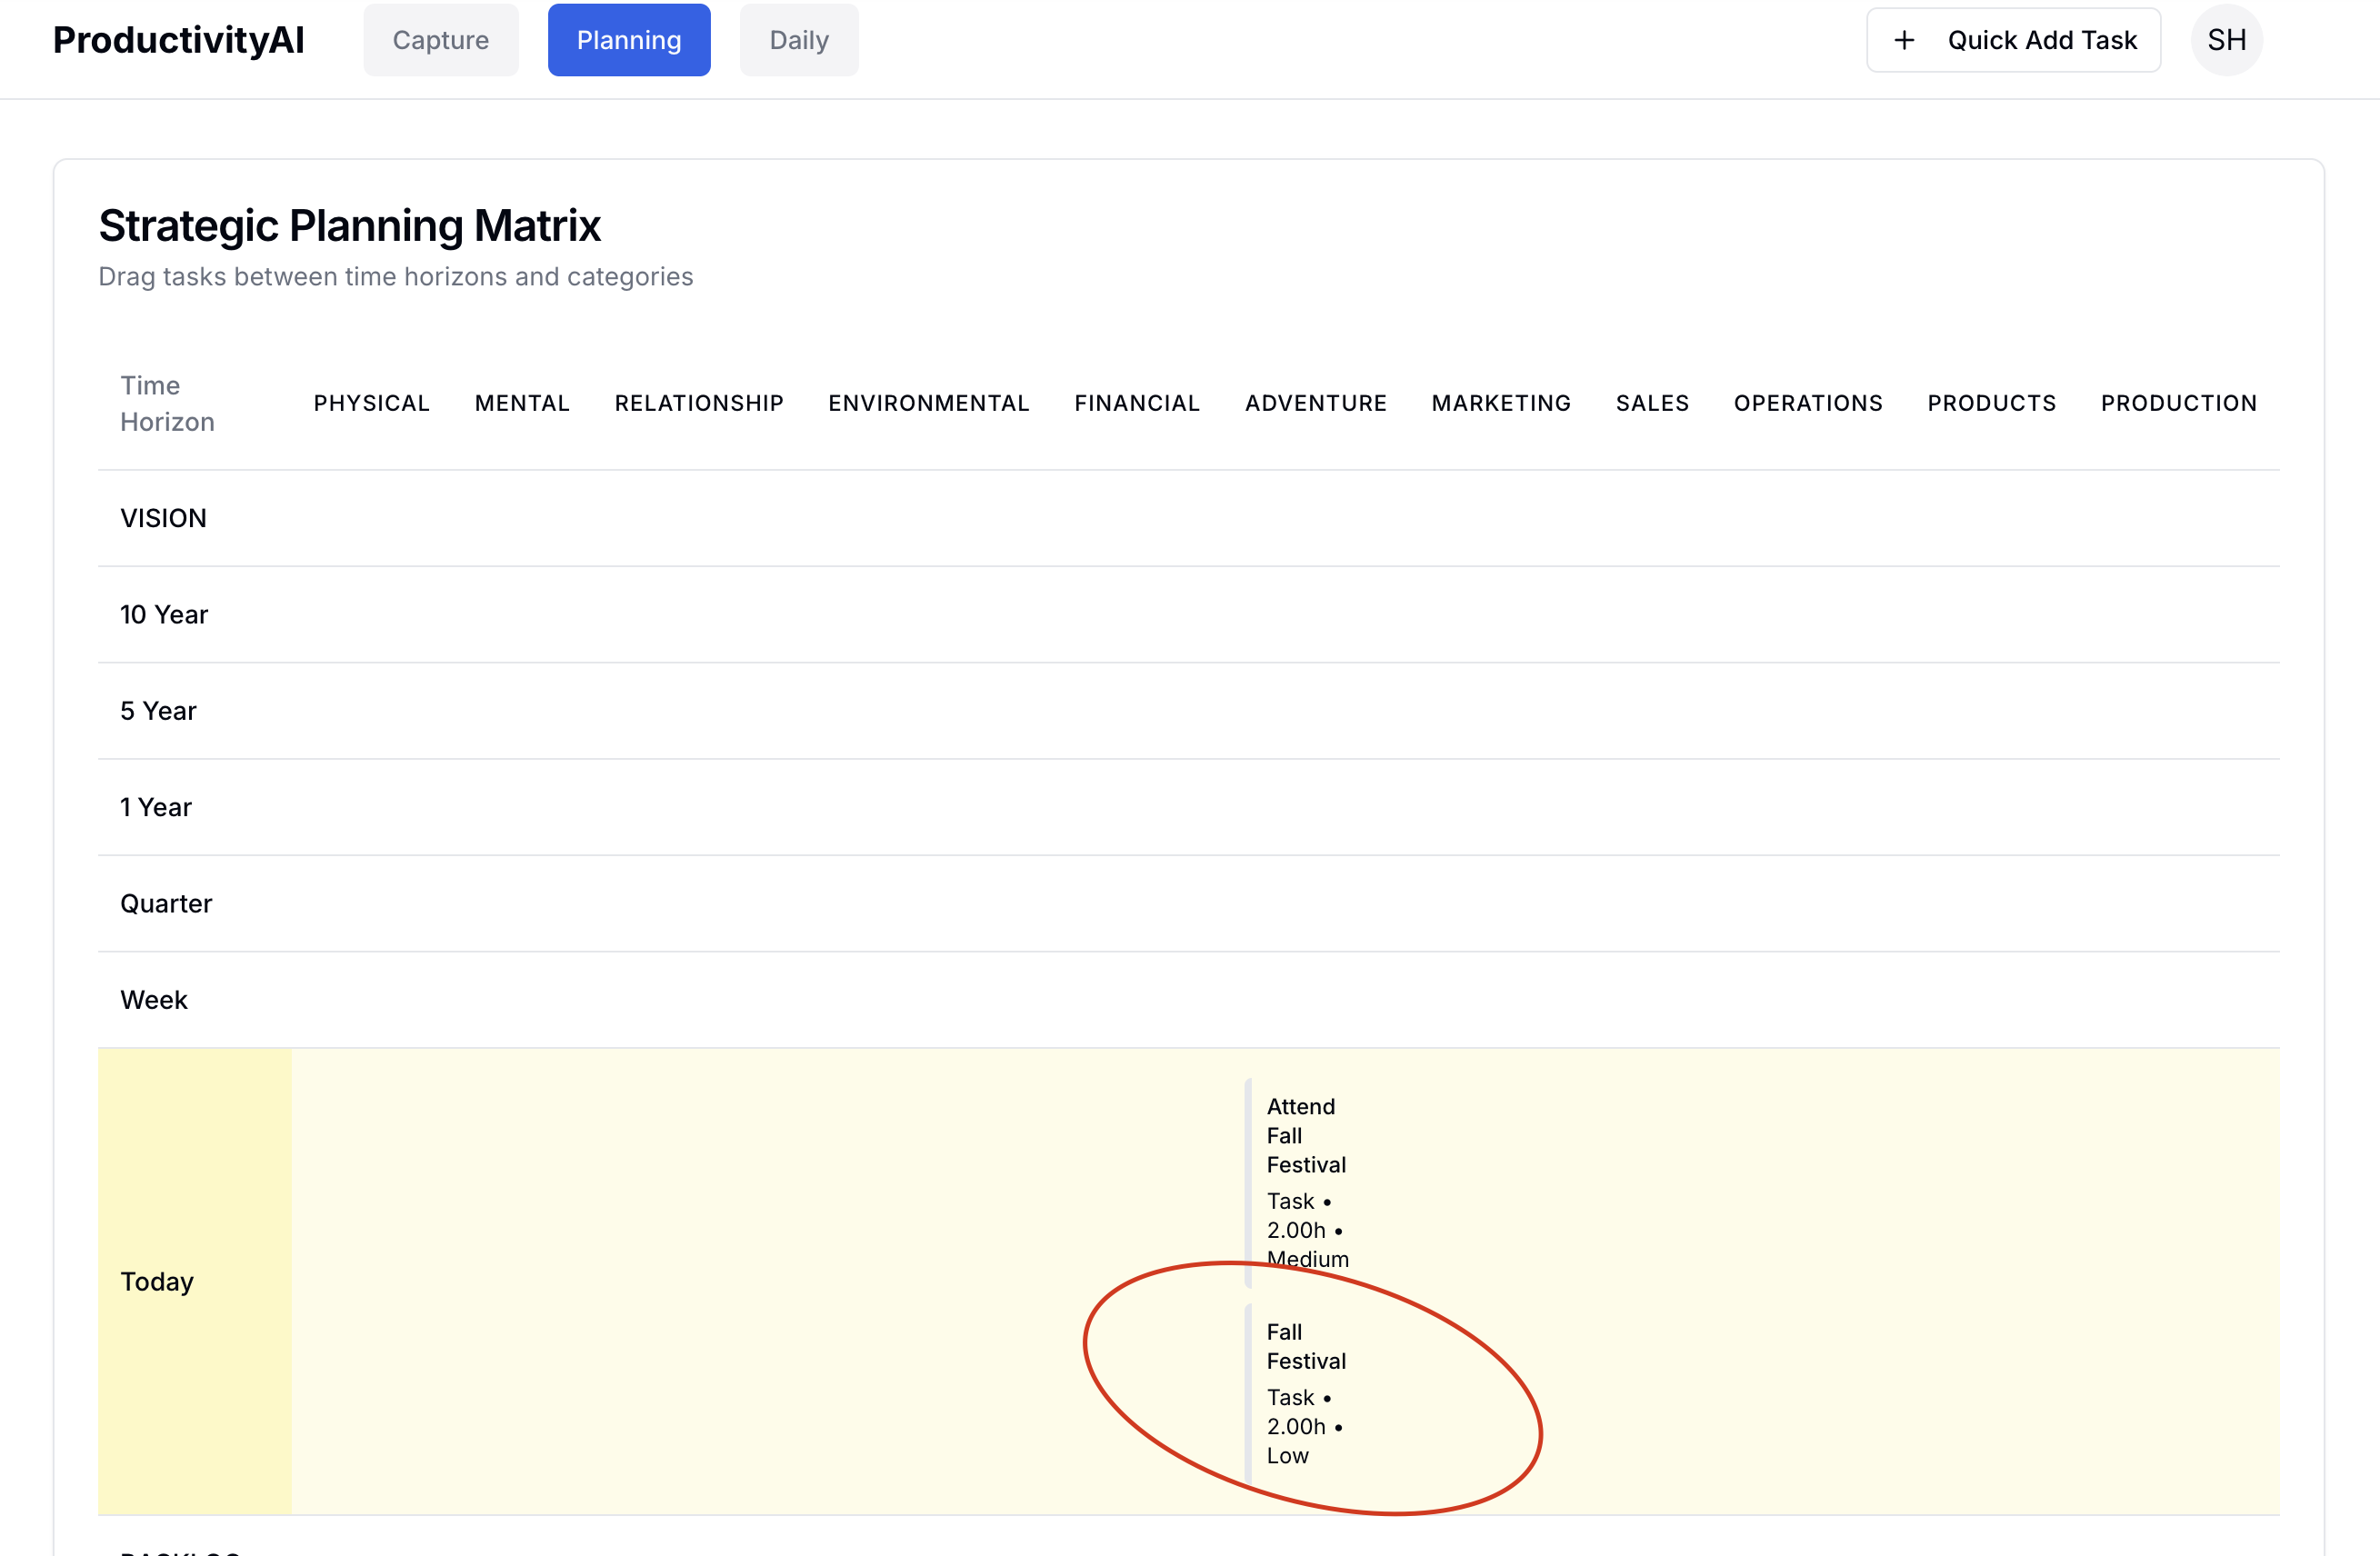 ProductivityAI
Capture
Planning
Daily
+ Quick Add Task
SH
Strategic Planning Matrix
Drag tasks between time horizons and categories
Time
Horizon
PHYSICAL
MENTAL
RELATIONSHIP
ENVIRONMENTAL
FINANCIAL
ADVENTURE
MARKETING
SALES
OPERATIONS
PRODUCTS
PRODUCTION
VISION
10 Year
5 Year
1 Year
Quarter
Week
Today
Attend
Fall
Festival
Task •
2.00h •
Medium
Fall
Festival
Task •
2.00h •
Low